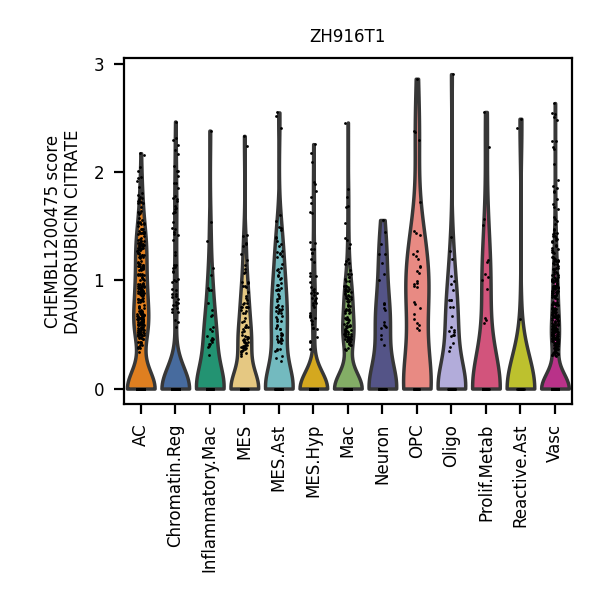 ZH916T1
CHEMBL1200475 score
DAUNORUBICIN CITRATE
3
2
1
0
AC
Chromatin.Reg
Inflammatory.Mac
MES
MES.Ast
MES.Hyp
Mac
Neuron
OPC
Oligo
Prolif.Metab
Reactive.Ast
Vasc